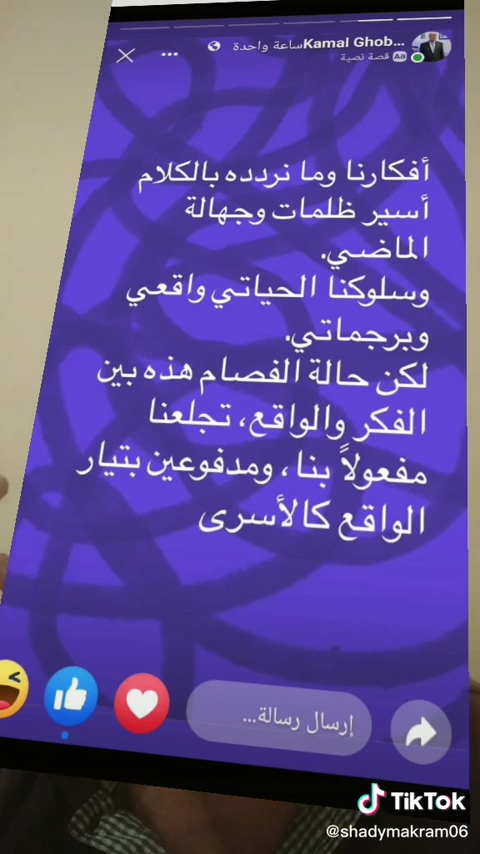 Kamal Ghob... ساعة واحدة
Aa قصة نصية
أفكارنا وما نردده بالكلام
أسير ظلمات وجهالة
الماضي.
وسلوكنا الحياتي واقعي
وبرجماتي.
لكن حالة الفصام هذه بين
الفكر والواقع، تجلعنا
مفعولاً بنا، ومدفوعين بتيار
الواقع كالأسرى
إرسال رسالة...
TikTok
@shadymakram06